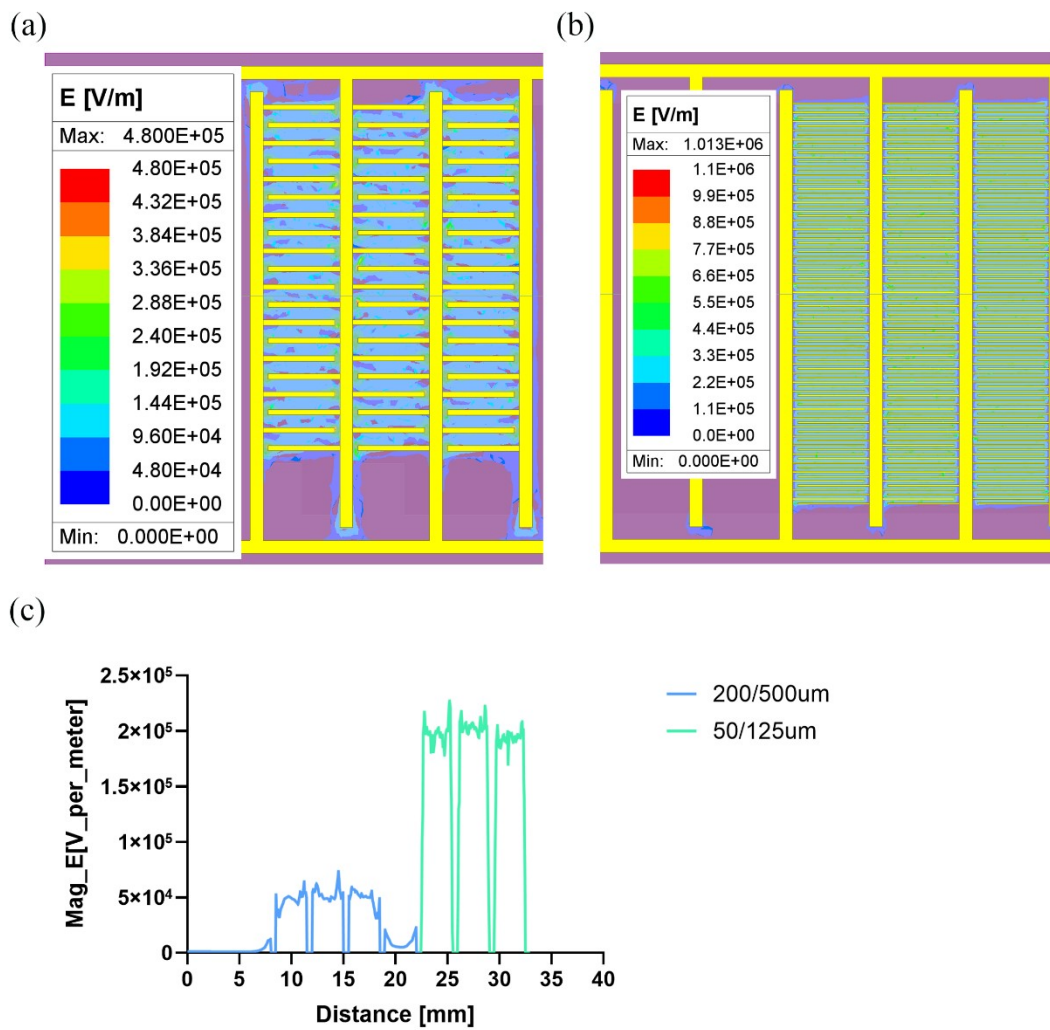 (a)
E [V/m]
Max: 4.800E+05
4.80E+05
4.32E+05
3.84E+05
3.36E+05
2.88E+05
2.40E+05
1.92E+05
1.44E+05
9.60E+04
4.80E+04
0.00E+00
Min: 0.000E+00
(b)
E [V/m]
Max: 1.013E+06
1.1E+06
9.9E+05
8.8E+05
7.7E+05
6.6E+05
5.5E+05
4.4E+05
3.3E+05
2.2E+05
1.1E+05
0.0E+00
Min: 0.000E+00
(c)
Mag_E[V_per_meter]
2.5×10⁵
2×10⁵
1.5×10⁵
1×10⁵
5×10⁴
0
0 5 10 15 20 25 30 35 40
Distance [mm]
200/500um
50/125um